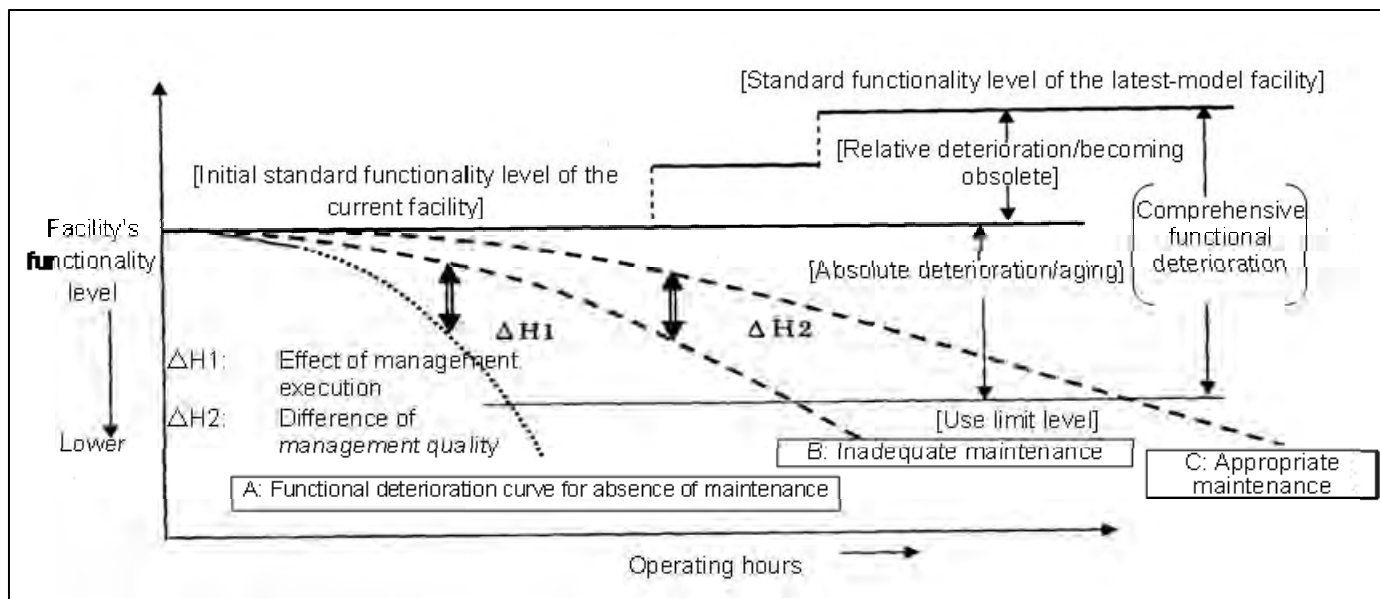 [Standard functionality level of the latest-model facility]
[Relative deterioration/becoming
obsolete]
[Initial standard functionality level of the
current facility]
Comprehensive
functional
deterioration
Facility's
functionality
level
[Absolute deterioration/aging]
ΔH1
ΔH2
△H1: Effect of management
execution
△H2: Difference of
management quality
Lower
[Use limit level]
B: Inadequate maintenance
C: Appropriate
maintenance
A: Functional deterioration curve for absence of maintenance
Operating hours